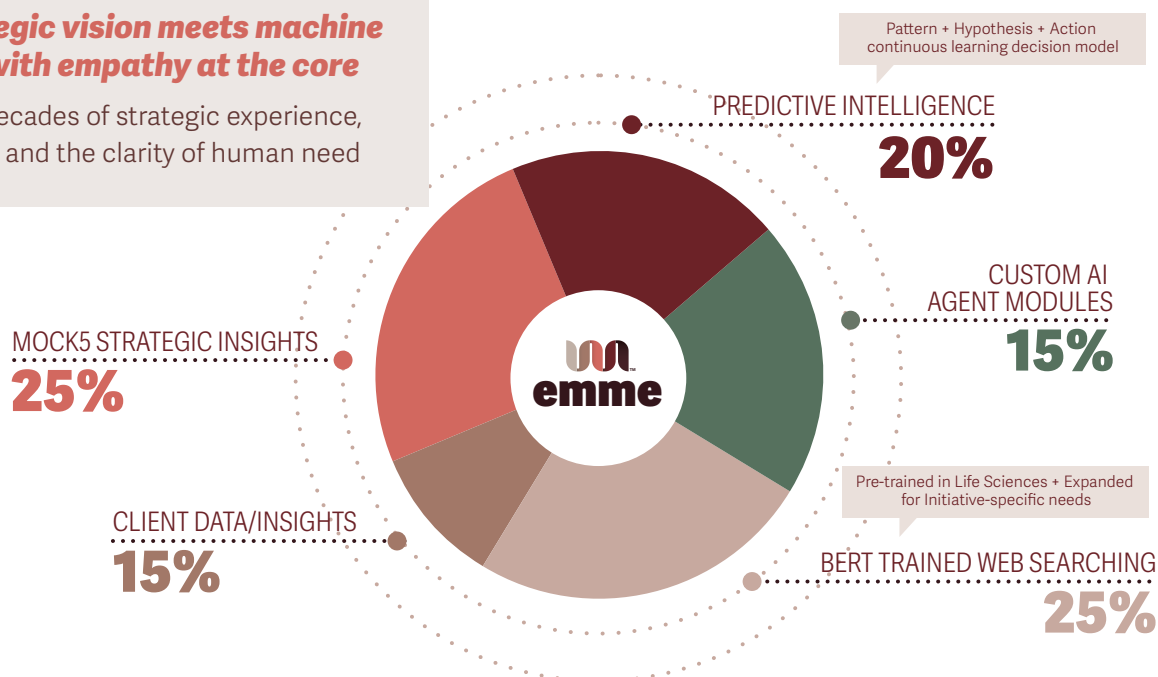 egic vision meets machine
with empathy at the core
ecades of strategic experience,
and the clarity of human need
Pattern + Hypothesis + Action
continuous learning decision model
PREDICTIVE INTELLIGENCE
20%
CUSTOM AI
AGENT MODULES
15%
MOCK5 STRATEGIC INSIGHTS
25%
emme
™
Pre-trained in Life Sciences + Expanded
for Initiative-specific needs
CLIENT DATA/INSIGHTS
15%
BERT TRAINED WEB SEARCHING
25%